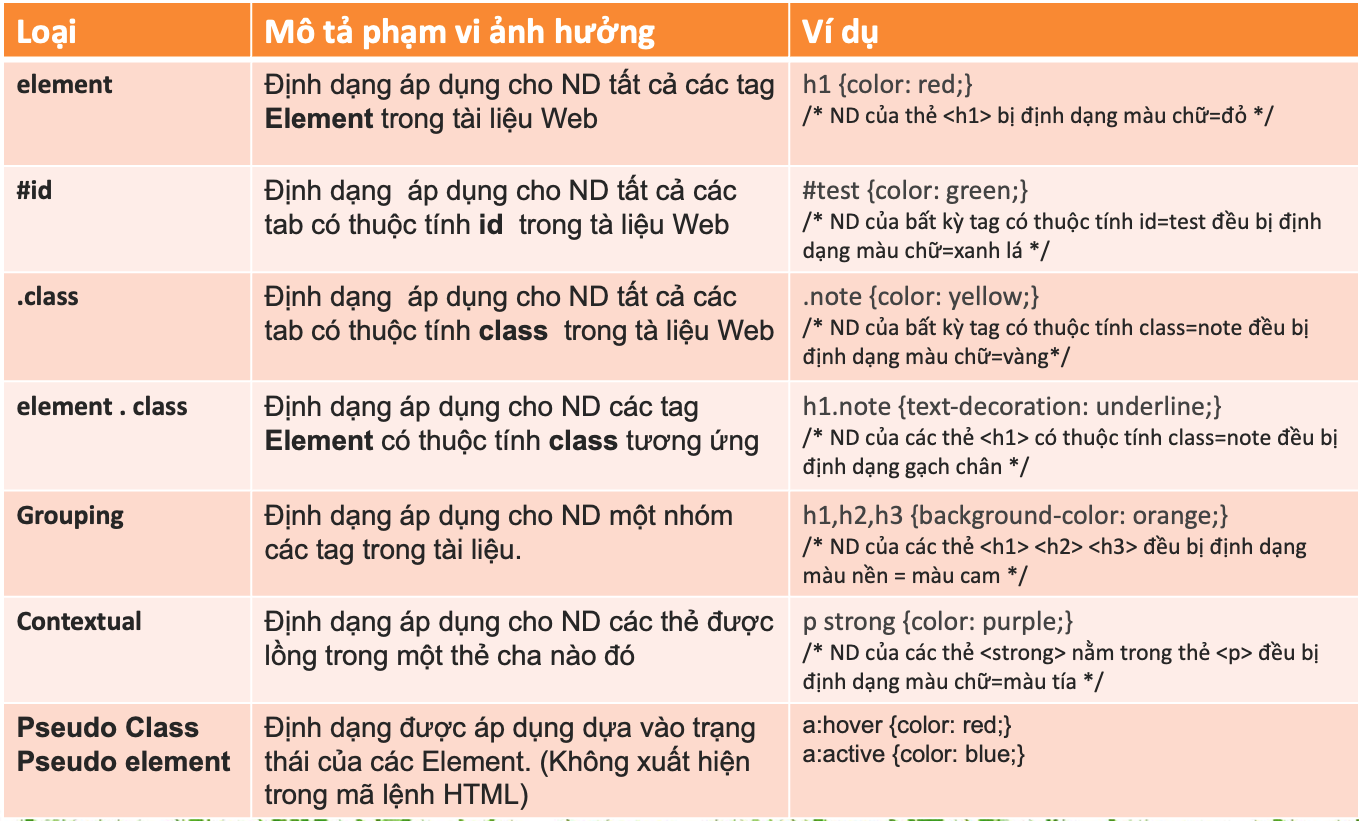 Loại
Mô tả phạm vi ảnh hưởng
Ví dụ
element
Định dạng áp dụng cho ND tất cả các tag
Element trong tài liệu Web
h1 {color: red;}
/* ND của thẻ <h1> bị định dạng màu chữ=đỏ */
#id
Định dạng áp dụng cho ND tất cả các
tab có thuộc tính id trong tà liệu Web
#test {color: green;}
/* ND của bất kỳ tag có thuộc tính id=test đều bị định
dạng màu chữ=xanh lá */
.class
Định dạng áp dụng cho ND tất cả các
tab có thuộc tính class trong tà liệu Web
.note {color: yellow;}
/* ND của bất kỳ tag có thuộc tính class=note đều bị
định dạng màu chữ=vàng*/
element . class
Định dạng áp dụng cho ND các tag
Element có thuộc tính class tương ứng
h1.note {text-decoration: underline;}
/* ND của các thẻ <h1> có thuộc tính class=note đều bị
định dạng gạch chân */
Grouping
Định dạng áp dụng cho ND một nhóm
các tag trong tài liệu.
h1,h2,h3 {background-color: orange;}
/* ND của các thẻ <h1> <h2> <h3> đều bị định dạng
màu nền = màu cam */
Contextual
Định dạng áp dụng cho ND các thẻ được
lồng trong một thẻ cha nào đó
p strong {color: purple;}
/* ND của các thẻ <strong> nằm trong thẻ <p> đều bị
định dạng màu chữ=màu tía */
Pseudo Class
Pseudo element
Định dạng được áp dụng dựa vào trạng
thái của các Element. (Không xuất hiện
trong mã lệnh HTML)
a:hover {color: red;}
a:active {color: blue;}